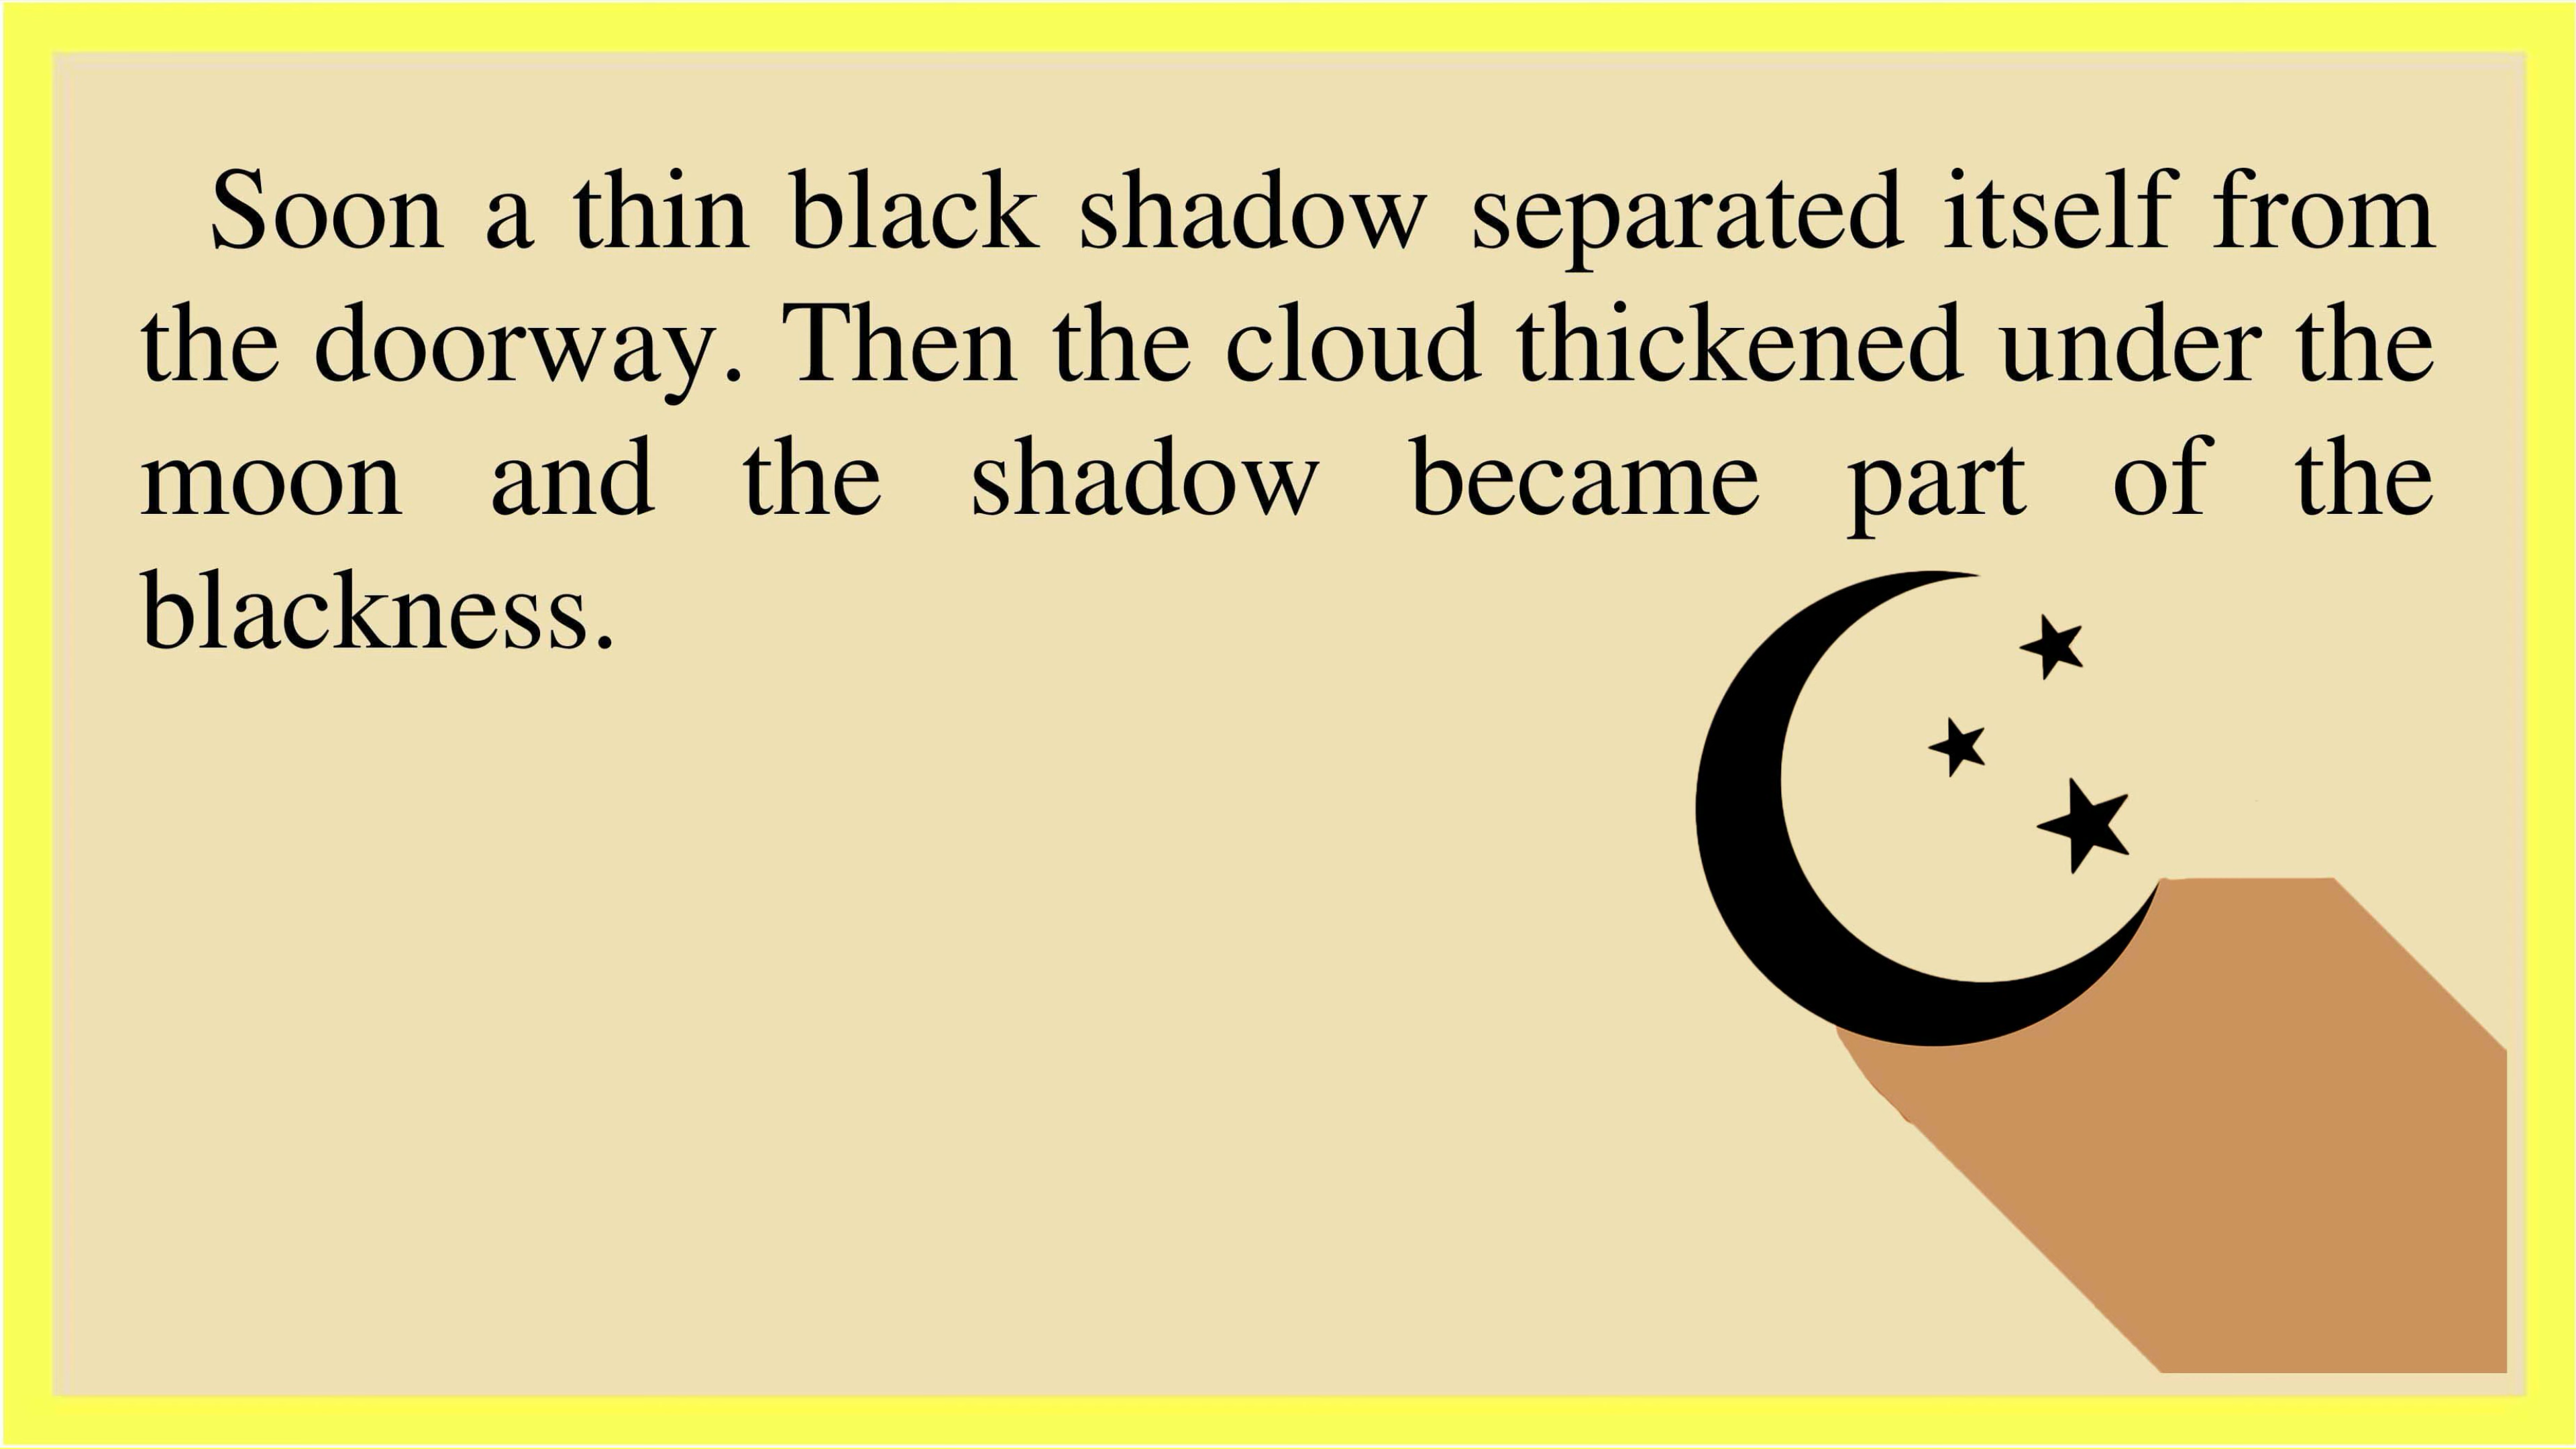 Soon a thin black shadow separated itself from
the doorway. Then the cloud thickened under the
moon and the shadow became part of the
blackness.